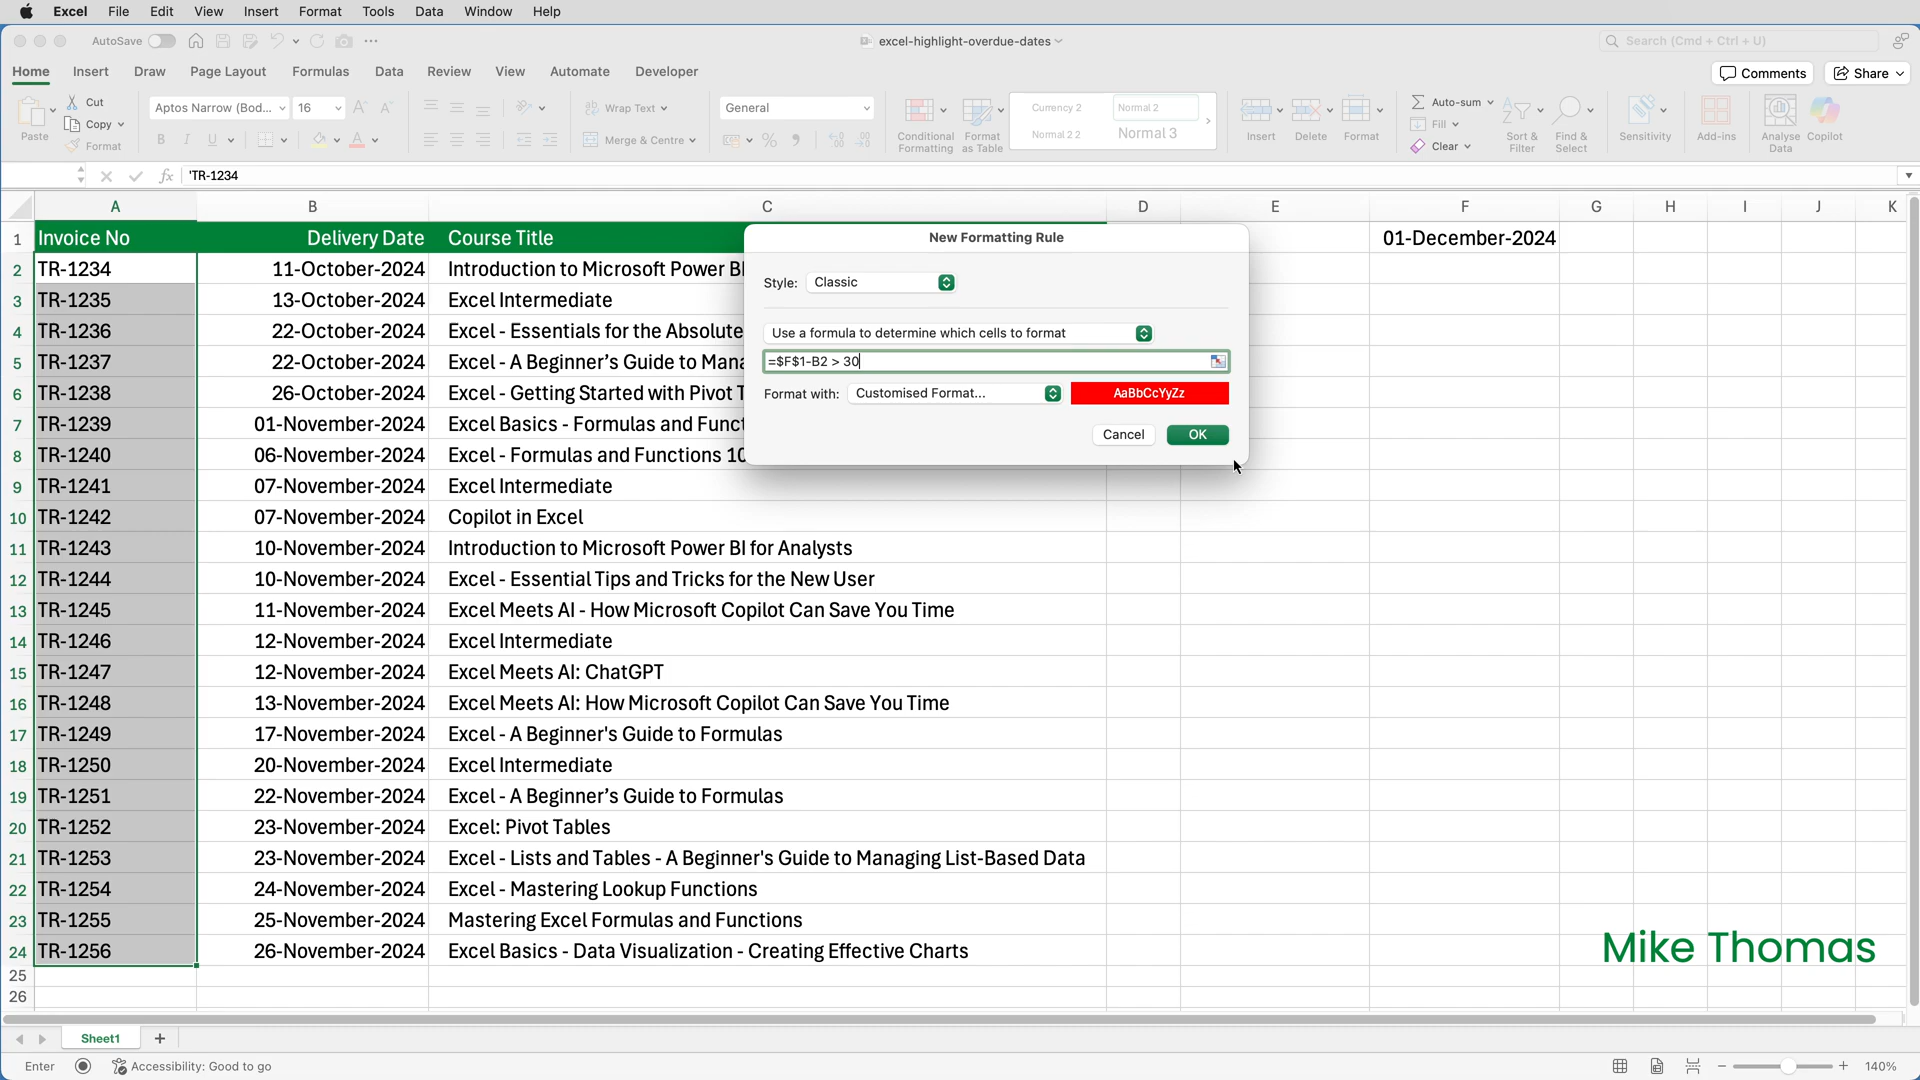 Excel File Edit View Insert Format Tools Data Window Help
AutoSave excel-highlight-overdue-dates Search (Cmd + Ctrl + U)
Home Insert Draw Page Layout Formulas Data Review View Automate Developer Comments Share
Paste Cut Copy Format
Aptos Narrow (Bod... 16
B I U A
Wrap Text
Merge & Centre
General
Conditional Formatting
Format as Table
Currency 2 Normal 2
Normal 2 2 Normal 3
Insert Delete Format
Auto-sum
Fill
Clear
Sort & Filter
Find & Select
Sensitivity
Add-ins
Analyse Data
Copilot
fx 'TR-1234
A B C D E F G H I J K
1 Invoice No Delivery Date Course Title 01-December-2024
2 TR-1234 11-October-2024 Introduction to Microsoft Power BI
3 TR-1235 13-October-2024 Excel Intermediate
4 TR-1236 22-October-2024 Excel - Essentials for the Absolute
5 TR-1237 22-October-2024 Excel - A Beginner’s Guide to Mana
6 TR-1238 26-October-2024 Excel - Getting Started with Pivot T
7 TR-1239 01-November-2024 Excel Basics - Formulas and Funct
8 TR-1240 06-November-2024 Excel - Formulas and Functions 10
9 TR-1241 07-November-2024 Excel Intermediate
10 TR-1242 07-November-2024 Copilot in Excel
11 TR-1243 10-November-2024 Introduction to Microsoft Power BI for Analysts
12 TR-1244 10-November-2024 Excel - Essential Tips and Tricks for the New User
13 TR-1245 11-November-2024 Excel Meets AI - How Microsoft Copilot Can Save You Time
14 TR-1246 12-November-2024 Excel Intermediate
15 TR-1247 12-November-2024 Excel Meets AI: ChatGPT
16 TR-1248 13-November-2024 Excel Meets AI: How Microsoft Copilot Can Save You Time
17 TR-1249 17-November-2024 Excel - A Beginner's Guide to Formulas
18 TR-1250 20-November-2024 Excel Intermediate
19 TR-1251 22-November-2024 Excel - A Beginner’s Guide to Formulas
20 TR-1252 23-November-2024 Excel: Pivot Tables
21 TR-1253 23-November-2024 Excel - Lists and Tables - A Beginner's Guide to Managing List-Based Data
22 TR-1254 24-November-2024 Excel - Mastering Lookup Functions
23 TR-1255 25-November-2024 Mastering Excel Formulas and Functions
24 TR-1256 26-November-2024 Excel Basics - Data Visualization - Creating Effective Charts
25
26
New Formatting Rule
Style: Classic
Use a formula to determine which cells to format
=$F$1-B2 > 30
Format with: Customised Format... AaBbCcYyZz
Cancel OK
Mike Thomas
Sheet1 +
Enter Accessibility: Good to go 140%